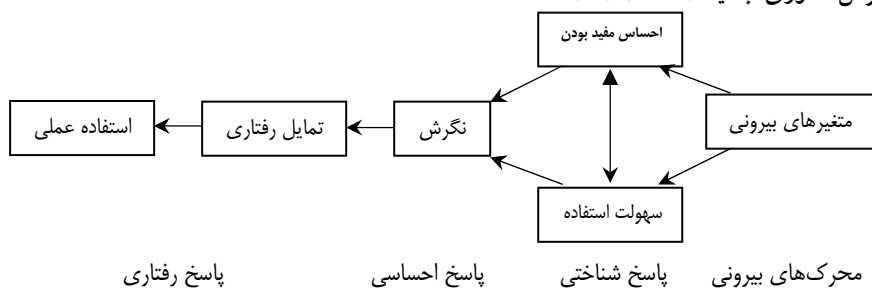 احساس مفید بودن
متغیرهای بیرونی
نگرش
تمایل رفتاری
استفاده عملی
سهولت استفاده
محرک‌های بیرونی
پاسخ شناختی
پاسخ احساسی
پاسخ رفتاری